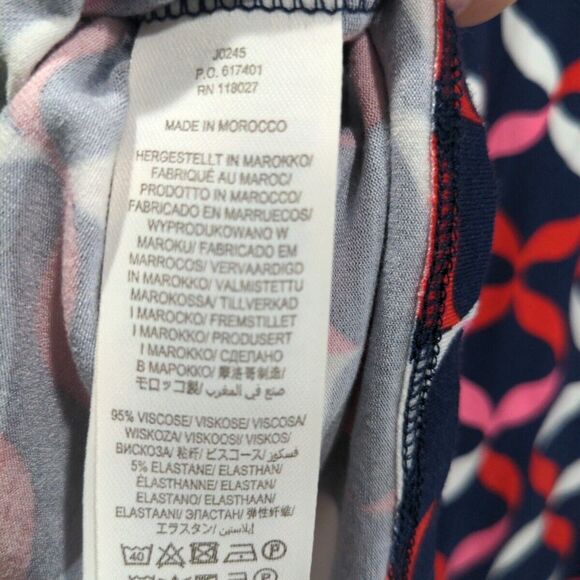 J0245
P.O. 617401
RN 118027
MADE IN MOROCCO
HERGESTELLT IN MAROKKO/
FABRIQUÉ AU MAROC/
PRODOTTO IN MAROCCO/
FABRICADO EN MARRUECOS/
WYPRODUKOWANO W
MAROKU/ FABRICADO EM
MARROCOS/ VERVAARDIGD
IN MAROKKO/ VALMISTETTU
MAROKOSSA/ TILLVERKAD
I MAROCKO/ FREMSTILLET
I MAROKKO/ PRODUSERT
I MAROKKO/ СДЕЛАНО
В МАРОККО/ 摩洛哥制造/
モロッコ製/ صنع في المغرب
95% VISCOSE/ VISKOSE/ VISCOSA/
WISKOZA/ VISKOOSI/ VISKOS/
ВИСКОЗА/ 粘纤/ ビスコース/ فسكوز
5% ELASTANE/ ELASTHAN/
ÉLASTHANNE/ ELASTAN/
ELASTANO/ ELASTHAAN/
ELASTAANI/ ЭЛАСТАН/ 弹性纤维/
エラスタン/ إيلاستين
40 P